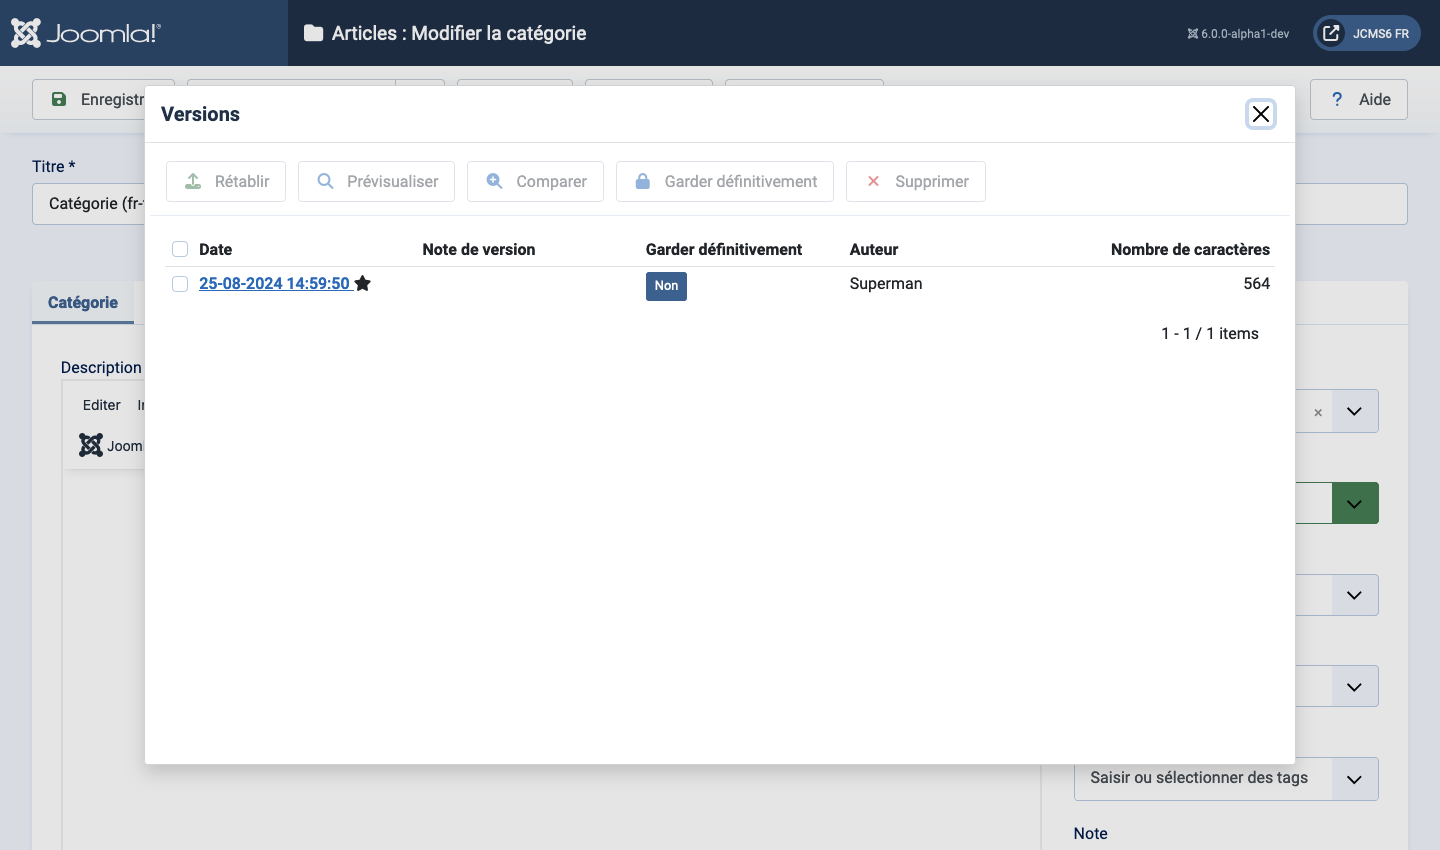 Joomla!®
Articles : Modifier la catégorie
6.0.0-alpha1-dev
JCMS6 FR
Enregistr
? Aide
Versions
Titre *
Rétablir
Prévisualiser
Comparer
Garder définitivement
Supprimer
Catégorie (fr-
Date
Note de version
Garder définitivement
Auteur
Nombre de caractères
25-08-2024 14:59:50
Non
Superman
564
1 - 1 / 1 items
Catégorie
Description
Editer
Joom
Saisir ou sélectionner des tags
Note